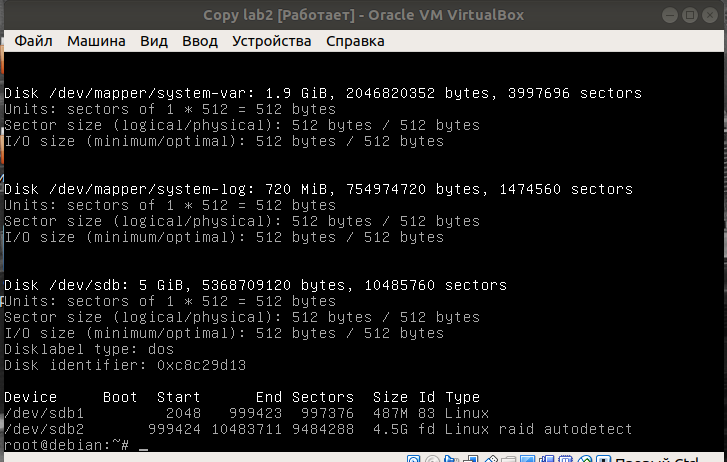 Copy lab2 [Работает] - Oracle VM VirtualBox
Файл Машина Вид Ввод Устройства Справка
Disk /dev/mapper/system-var: 1.9 GiB, 2046820352 bytes, 3997696 sectors
Units: sectors of 1 * 512 = 512 bytes
Sector size (logical/physical): 512 bytes / 512 bytes
I/O size (minimum/optimal): 512 bytes / 512 bytes
Disk /dev/mapper/system-log: 720 MiB, 754974720 bytes, 1474560 sectors
Units: sectors of 1 * 512 = 512 bytes
Sector size (logical/physical): 512 bytes / 512 bytes
I/O size (minimum/optimal): 512 bytes / 512 bytes
Disk /dev/sdb: 5 GiB, 5368709120 bytes, 10485760 sectors
Units: sectors of 1 * 512 = 512 bytes
Sector size (logical/physical): 512 bytes / 512 bytes
I/O size (minimum/optimal): 512 bytes / 512 bytes
Disklabel type: dos
Disk identifier: 0xc8c29d13
Device Boot Start End Sectors Size Id Type
/dev/sdb1 2048 999423 997376 487M 83 Linux
/dev/sdb2 999424 10483711 9484288 4.5G fd Linux raid autodetect
root@debian:~# _
Правый Ctrl